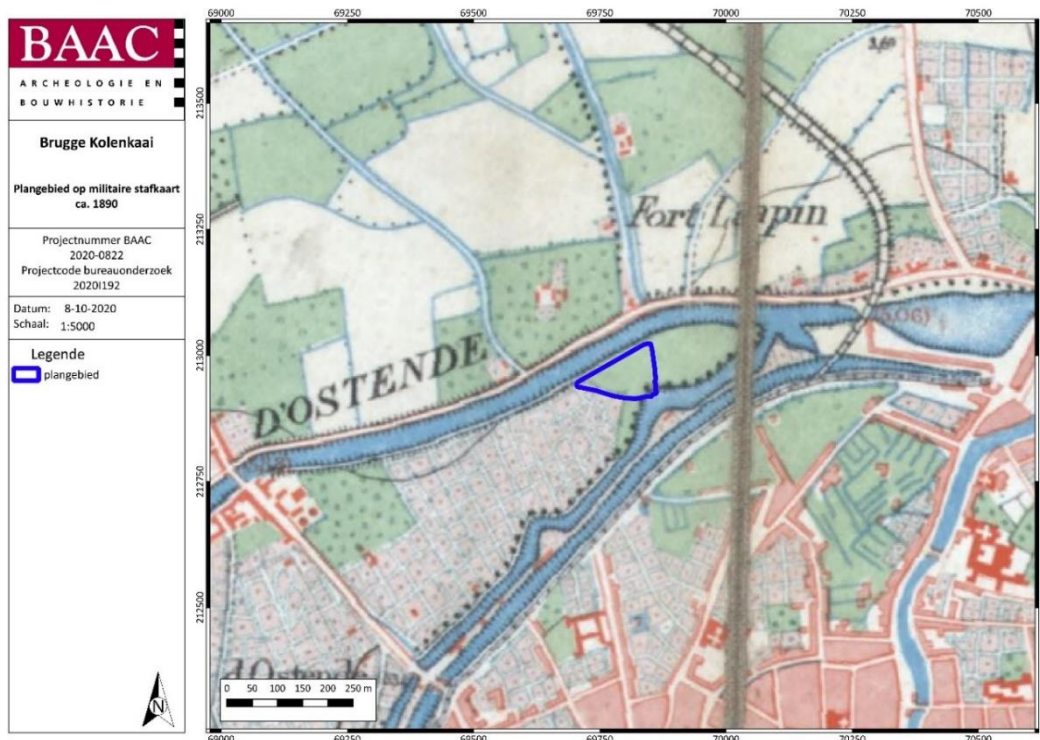 BAAC
ARCHEOLOGIE EN
BOUWHISTORIE
Brugge Kolenkaai
Plangebied op militaire stafkaart
ca. 1890
Projectnummer BAAC
2020-0822
Projectcode bureauonderzoek
2020I192
Datum: 8-10-2020
Schaal: 1:5000
Legende
plangebied
N
69000 69250 69500 69750 70000 70250 70500
213500
213250
213000
212750
212500
3,60
Fort Lapin
D'OSTENDE
0 50 100 150 200 250 m
69000 69250 69500 69750 70000 70250 70500